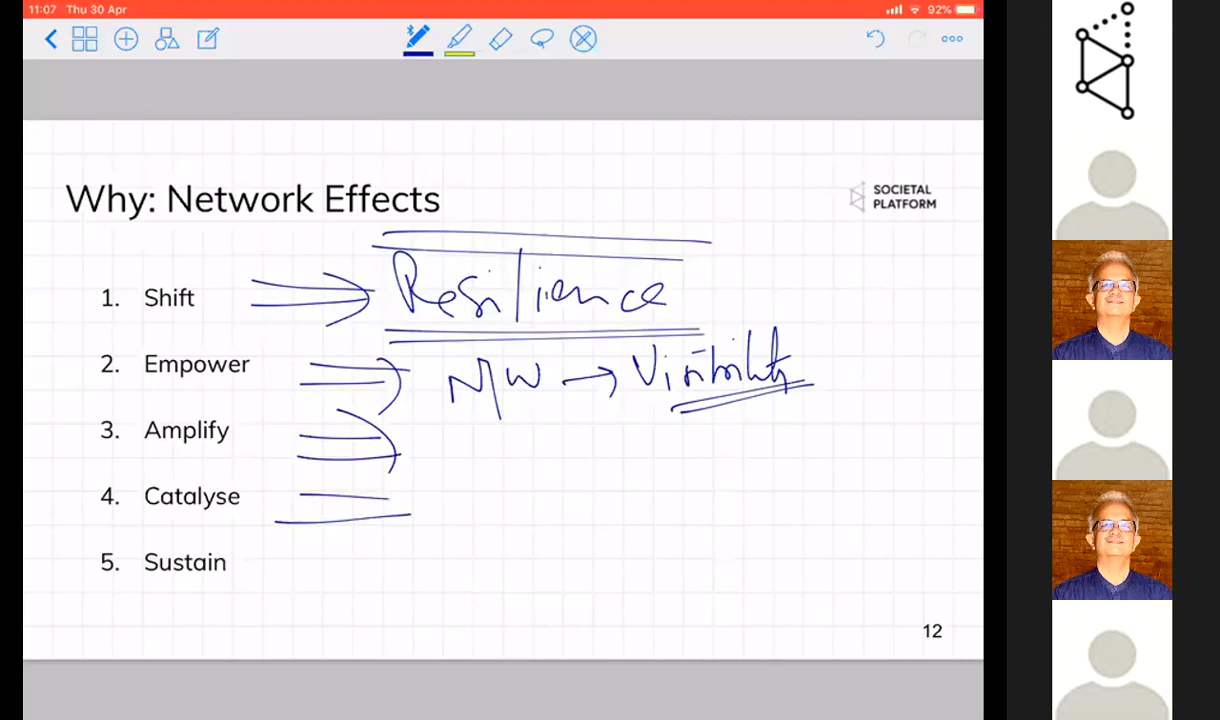 11:07 Thu 30 Apr 92%
Why: Network Effects
SOCIETAL
PLATFORM
1. Shift Resilience
2. Empower N/W → Visibility
3. Amplify
4. Catalyse
5. Sustain
12